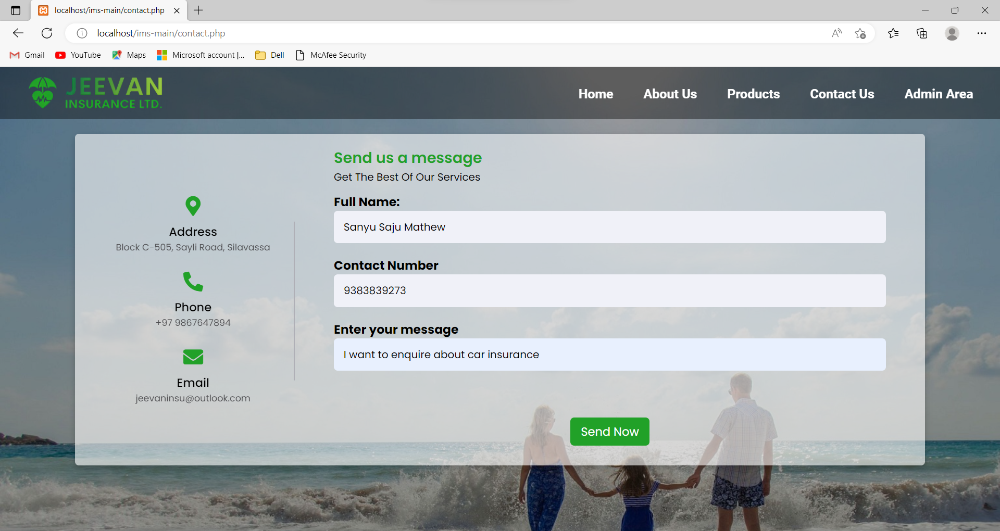 localhost/ims-main/contact.php
localhost/ims-main/contact.php
Gmail YouTube Maps Microsoft account |... Dell McAfee Security
JEEVAN
INSURANCE LTD.
Home About Us Products Contact Us Admin Area
Address
Block C-505, Sayli Road, Silavassa
Phone
+97 9867647894
Email
jeevaninsu@outlook.com
Send us a message
Get The Best Of Our Services
Full Name:
Sanyu Saju Mathew
Contact Number
9383839273
Enter your message
I want to enquire about car insurance
Send Now